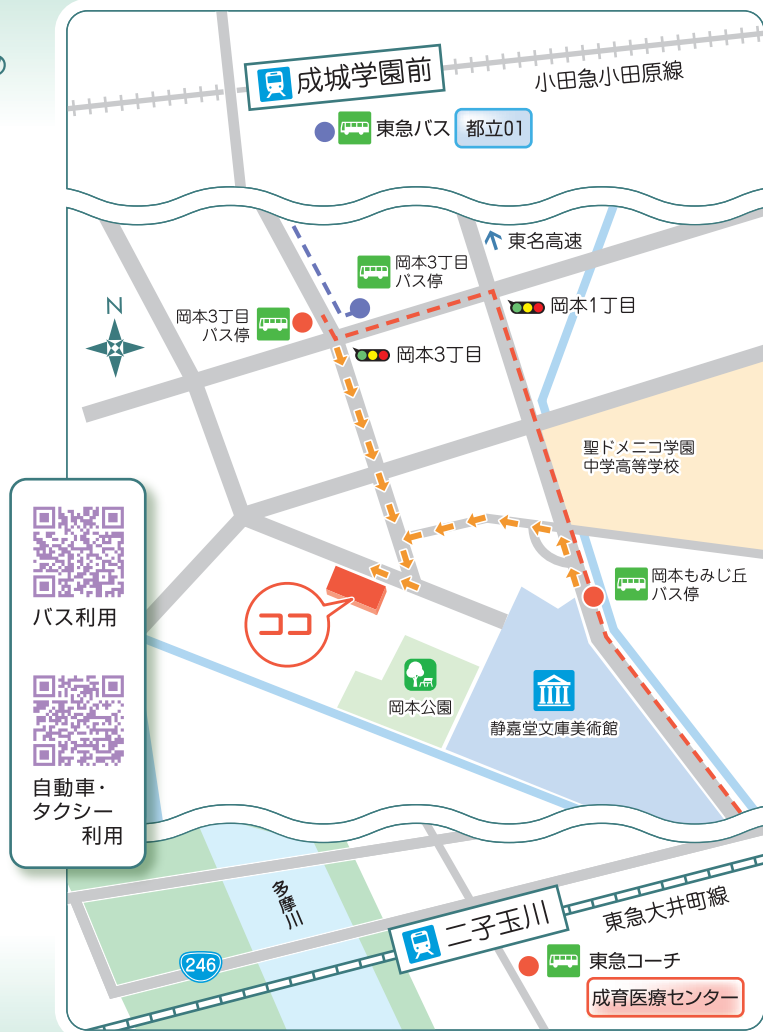 成城学園前
小田急小田原線
東急バス 都立01
東名高速
岡本3丁目
バス停
岡本3丁目
バス停
岡本1丁目
N
岡本3丁目
聖ドメニコ学園
中学高等学校
岡本もみじ丘
バス停
ココ
岡本公園
静嘉堂文庫美術館
バス利用
自動車・
タクシー
利用
多摩川
246
二子玉川
東急大井町線
東急コーチ
成育医療センター